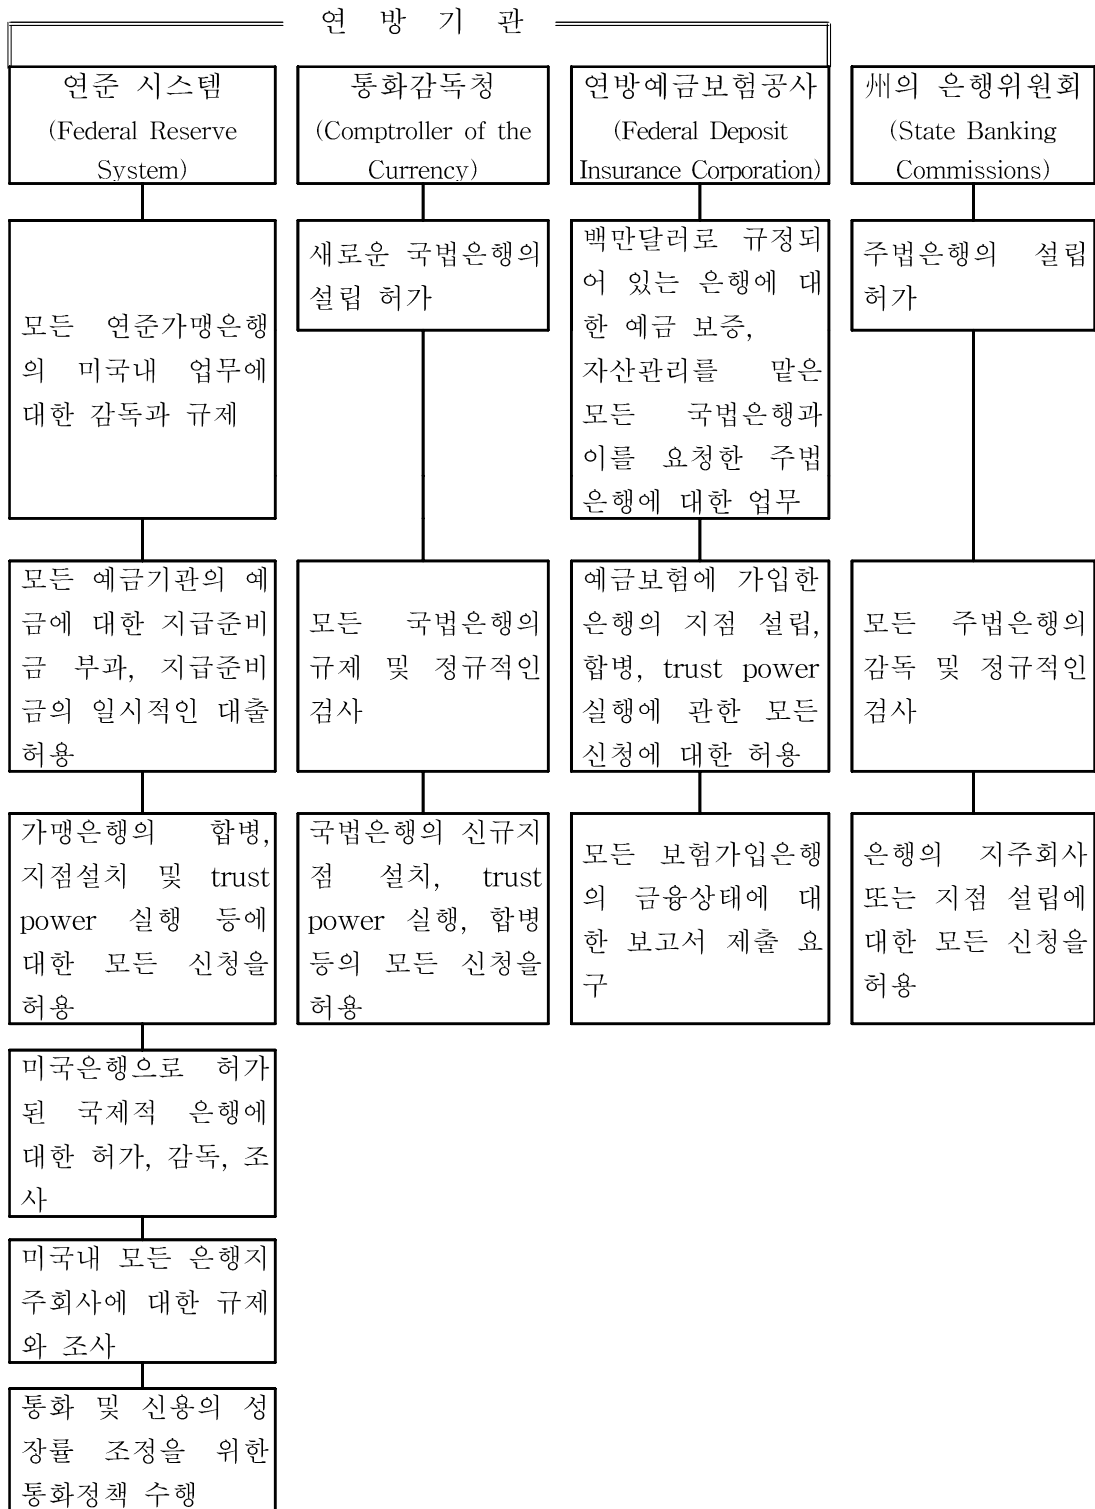 연 방 기 관
연준 시스템
(Federal Reserve
System)
모든 연준가맹은행
의 미국내 업무에
대한 감독과 규제
모든 예금기관의 예
금에 대한 지급준비
금 부과, 지급준비
금의 일시적인 대출
허용
가맹은행의 합병,
지점설치 및 trust
power 실행 등에
대한 모든 신청을
허용
미국은행으로 허가
된 국제적 은행에
대한 허가, 감독, 조
사
미국내 모든 은행지
주회사에 대한 규제
와 조사
통화 및 신용의 성
장률 조정을 위한
통화정책 수행
통화감독청
(Comptroller of the
Currency)
새로운 국법은행의
설립 허가
모든 국법은행의
규제 및 정규적인
검사
국법은행의 신규지
점 설치, trust
power 실행, 합병
등의 모든 신청을
허용
연방예금보험공사
(Federal Deposit
Insurance Corporation)
백만달러로 규정되
어 있는 은행에 대
한 예금 보증,
자산관리를 맡은
모든 국법은행과
이를 요청한 주법
은행에 대한 업무
예금보험에 가입한
은행의 지점 설립,
합병, trust power
실행에 관한 모든
신청에 대한 허용
모든 보험가입은행
의 금융상태에 대
한 보고서 제출 요
구
州의 은행위원회
(State Banking
Commissions)
주법은행의 설립
허가
모든 주법은행의
감독 및 정규적인
검사
은행의 지주회사
또는 지점 설립에
대한 모든 신청을
허용